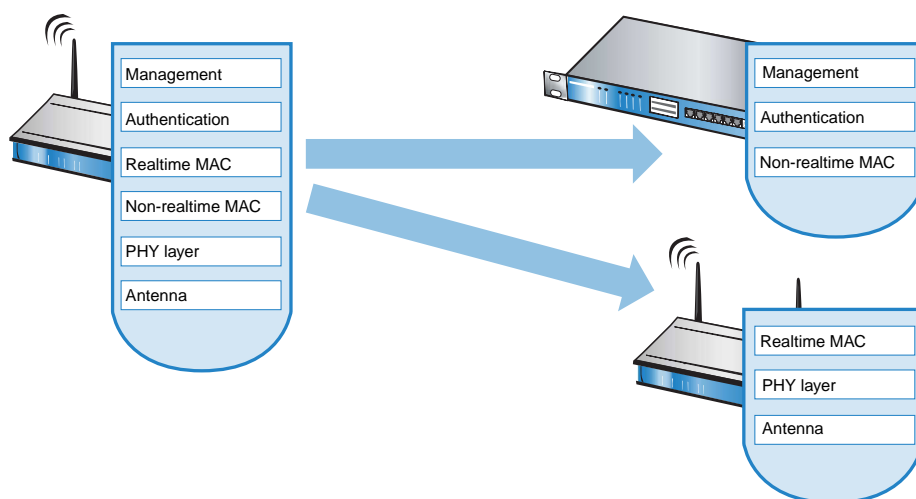 Management
Authentication
Realtime MAC
Non-realtime MAC
PHY layer
Antenna
Management
Authentication
Non-realtime MAC
Realtime MAC
PHY layer
Antenna